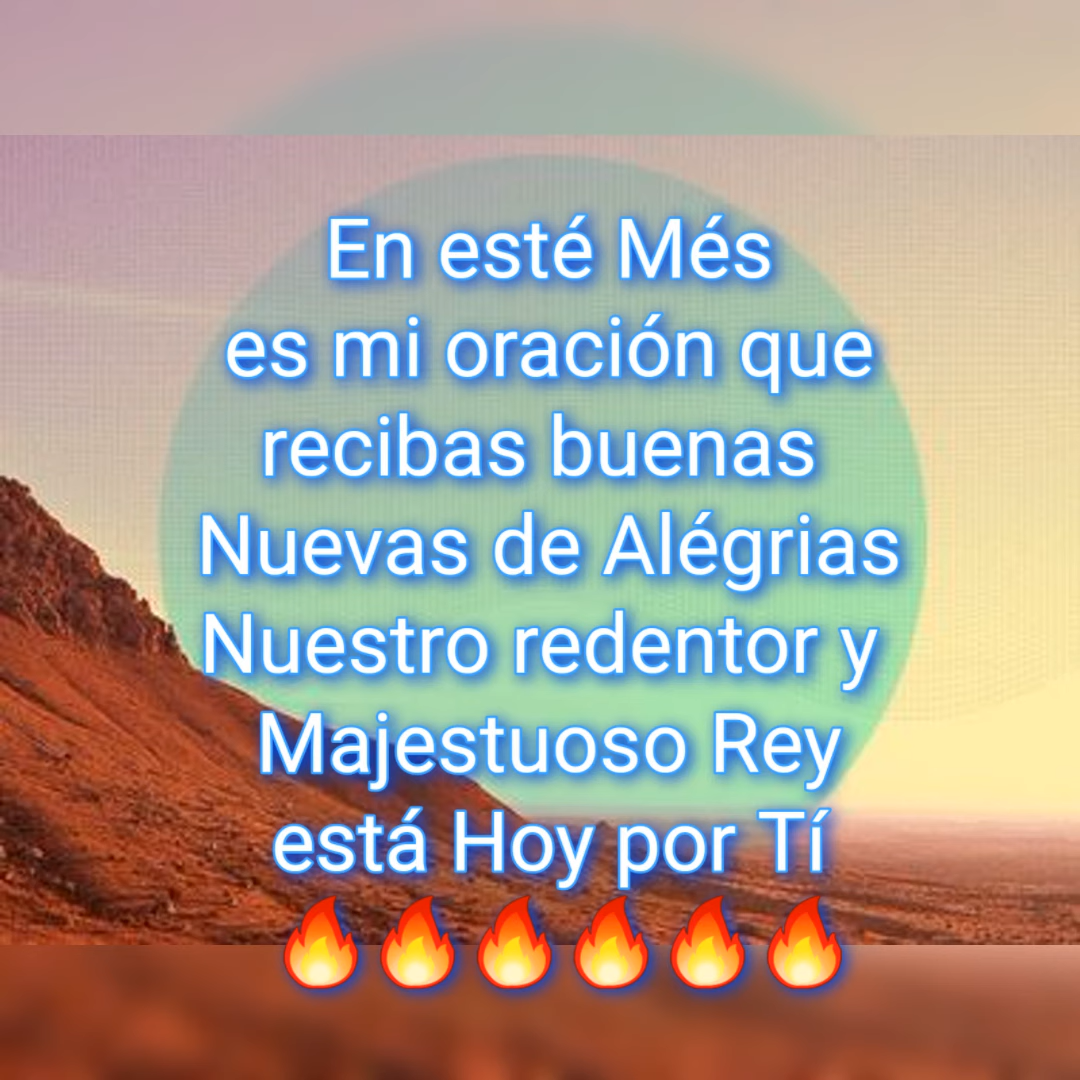 En esté Més
es mi oración que
recibas buenas
Nuevas de Alégrias
Nuestro redentor y
Majestuoso Rey
está Hoy por Tí
🔥🔥🔥🔥🔥🔥